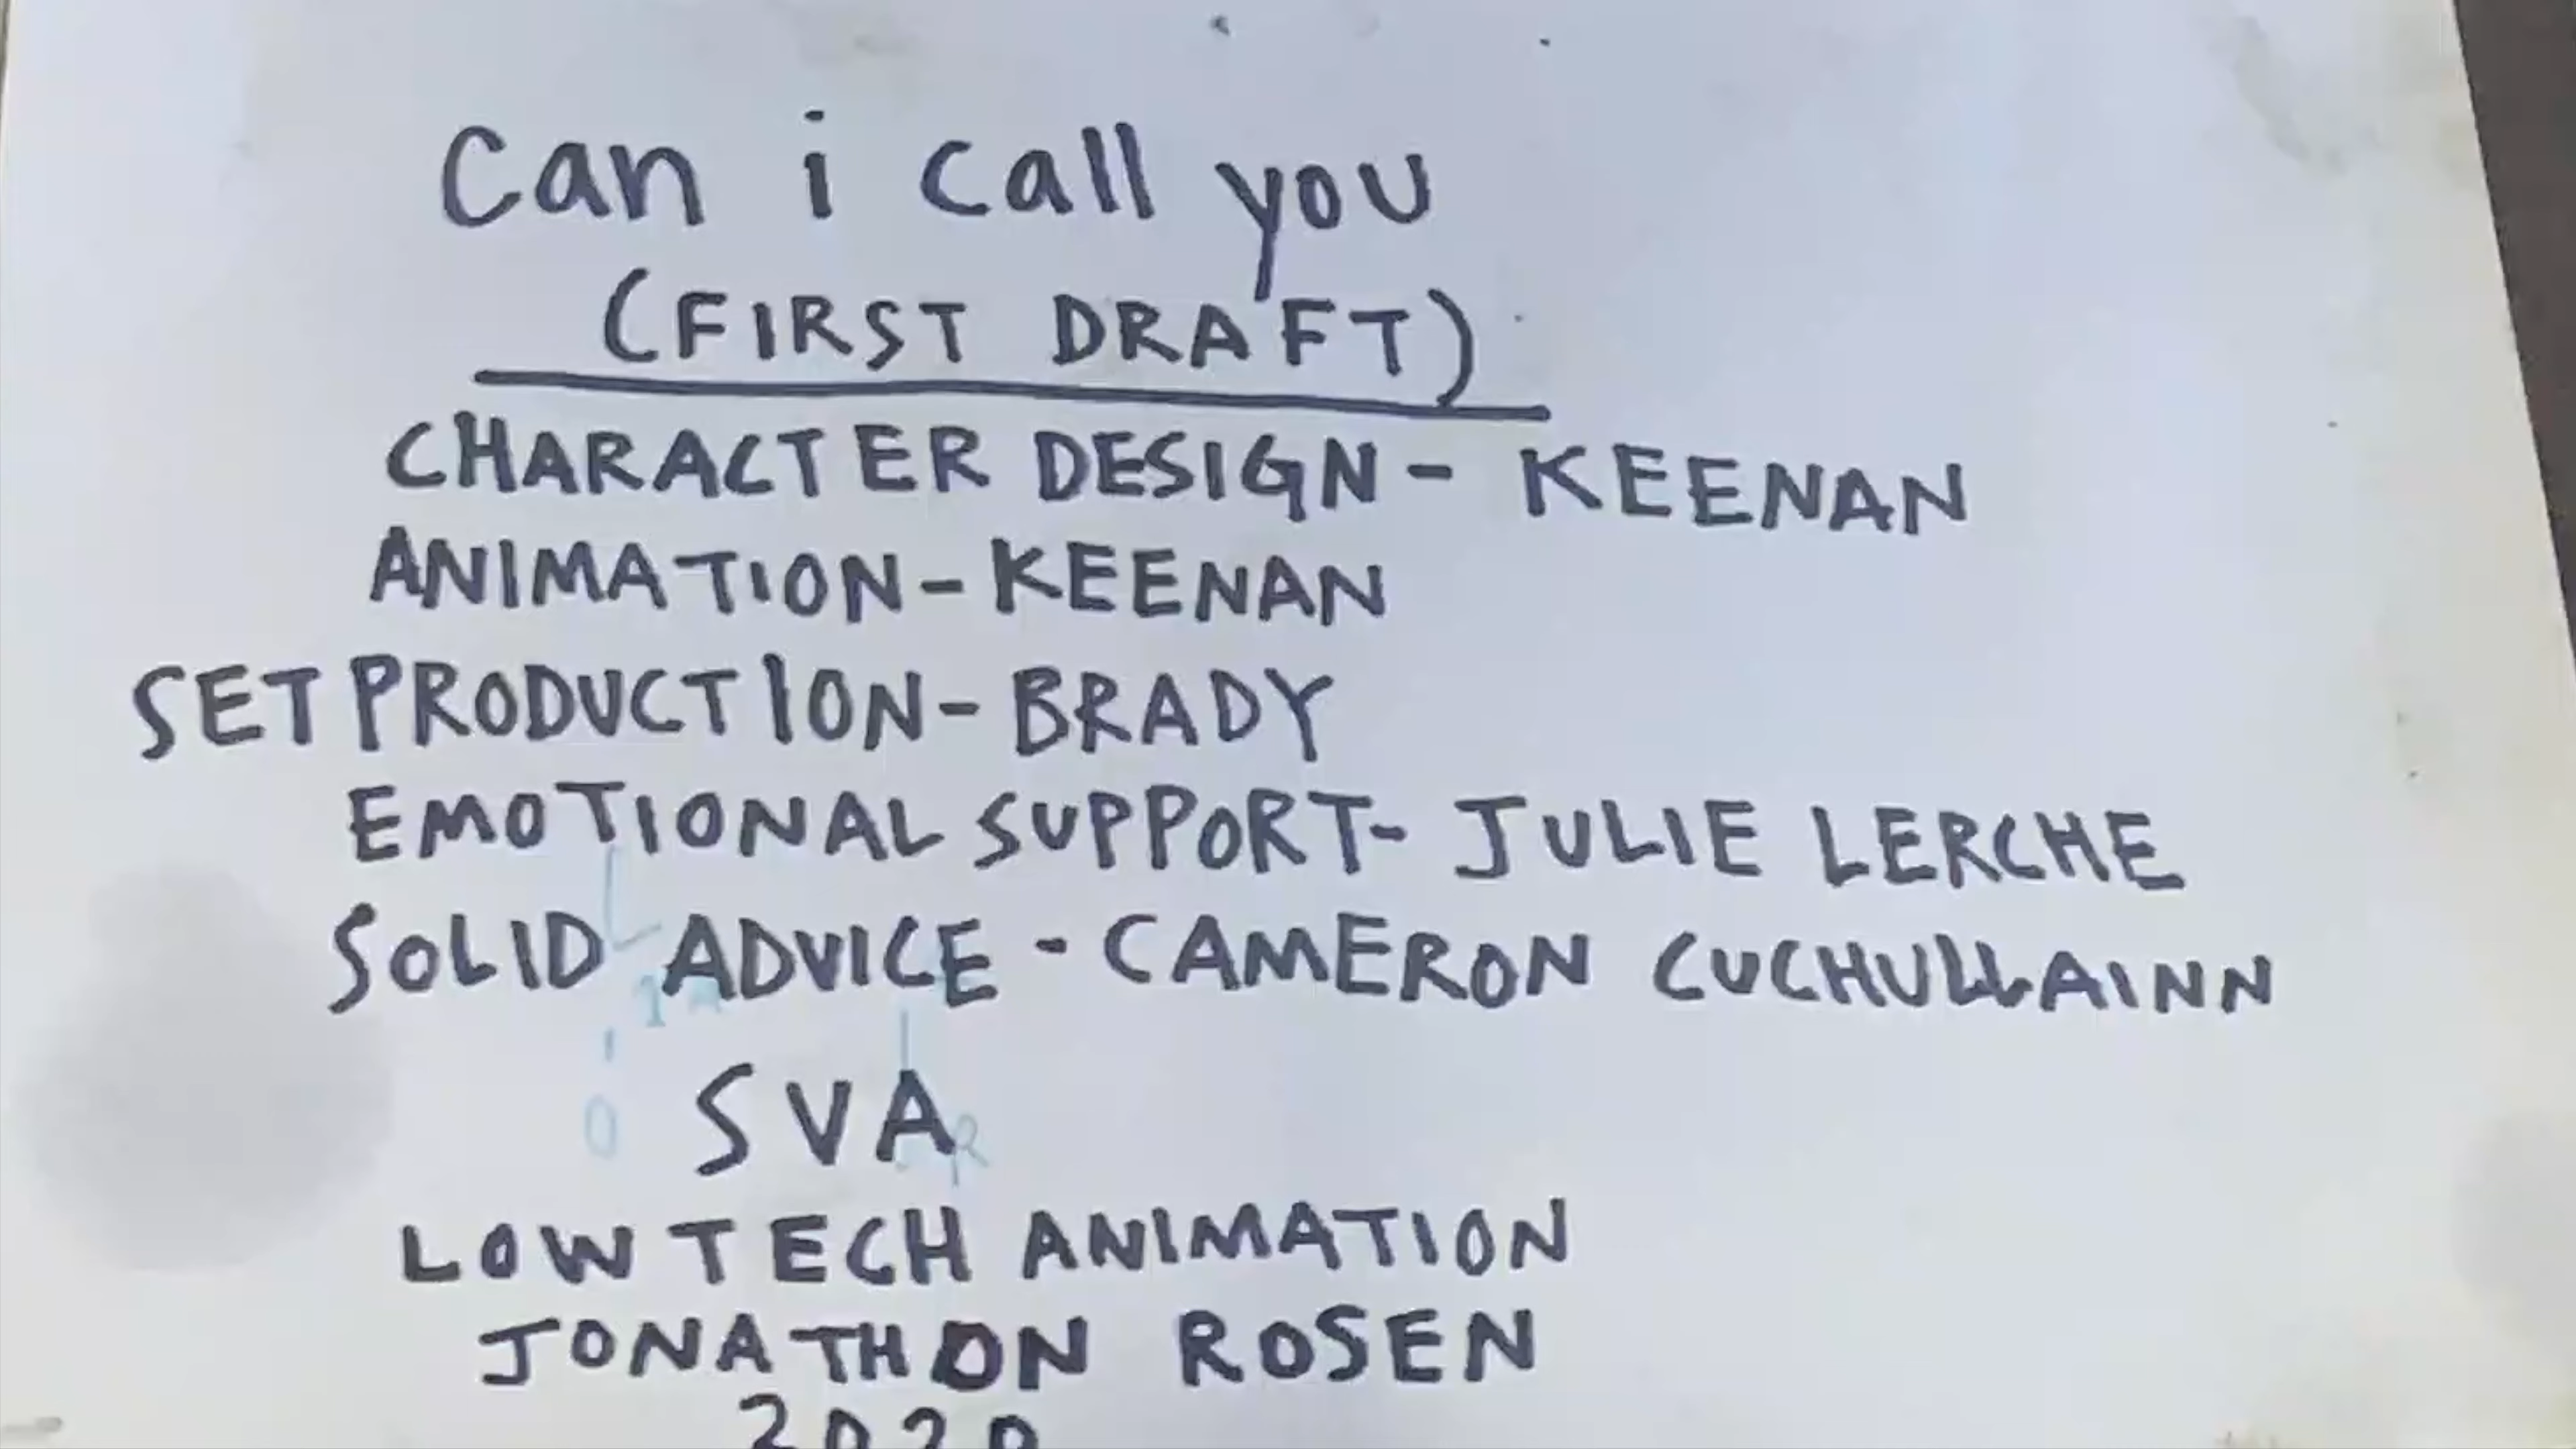 Can i call you
(FIRST DRAFT)
CHARACTER DESIGN - KEENAN
ANIMATION - KEENAN
SET PRODUCTION - BRADY
EMOTIONAL SUPPORT - JULIE LERCHE
SOLID ADVICE - CAMERON CUCHULLAINN
SVA
LOW TECH ANIMATION
JONATHON ROSEN
2020